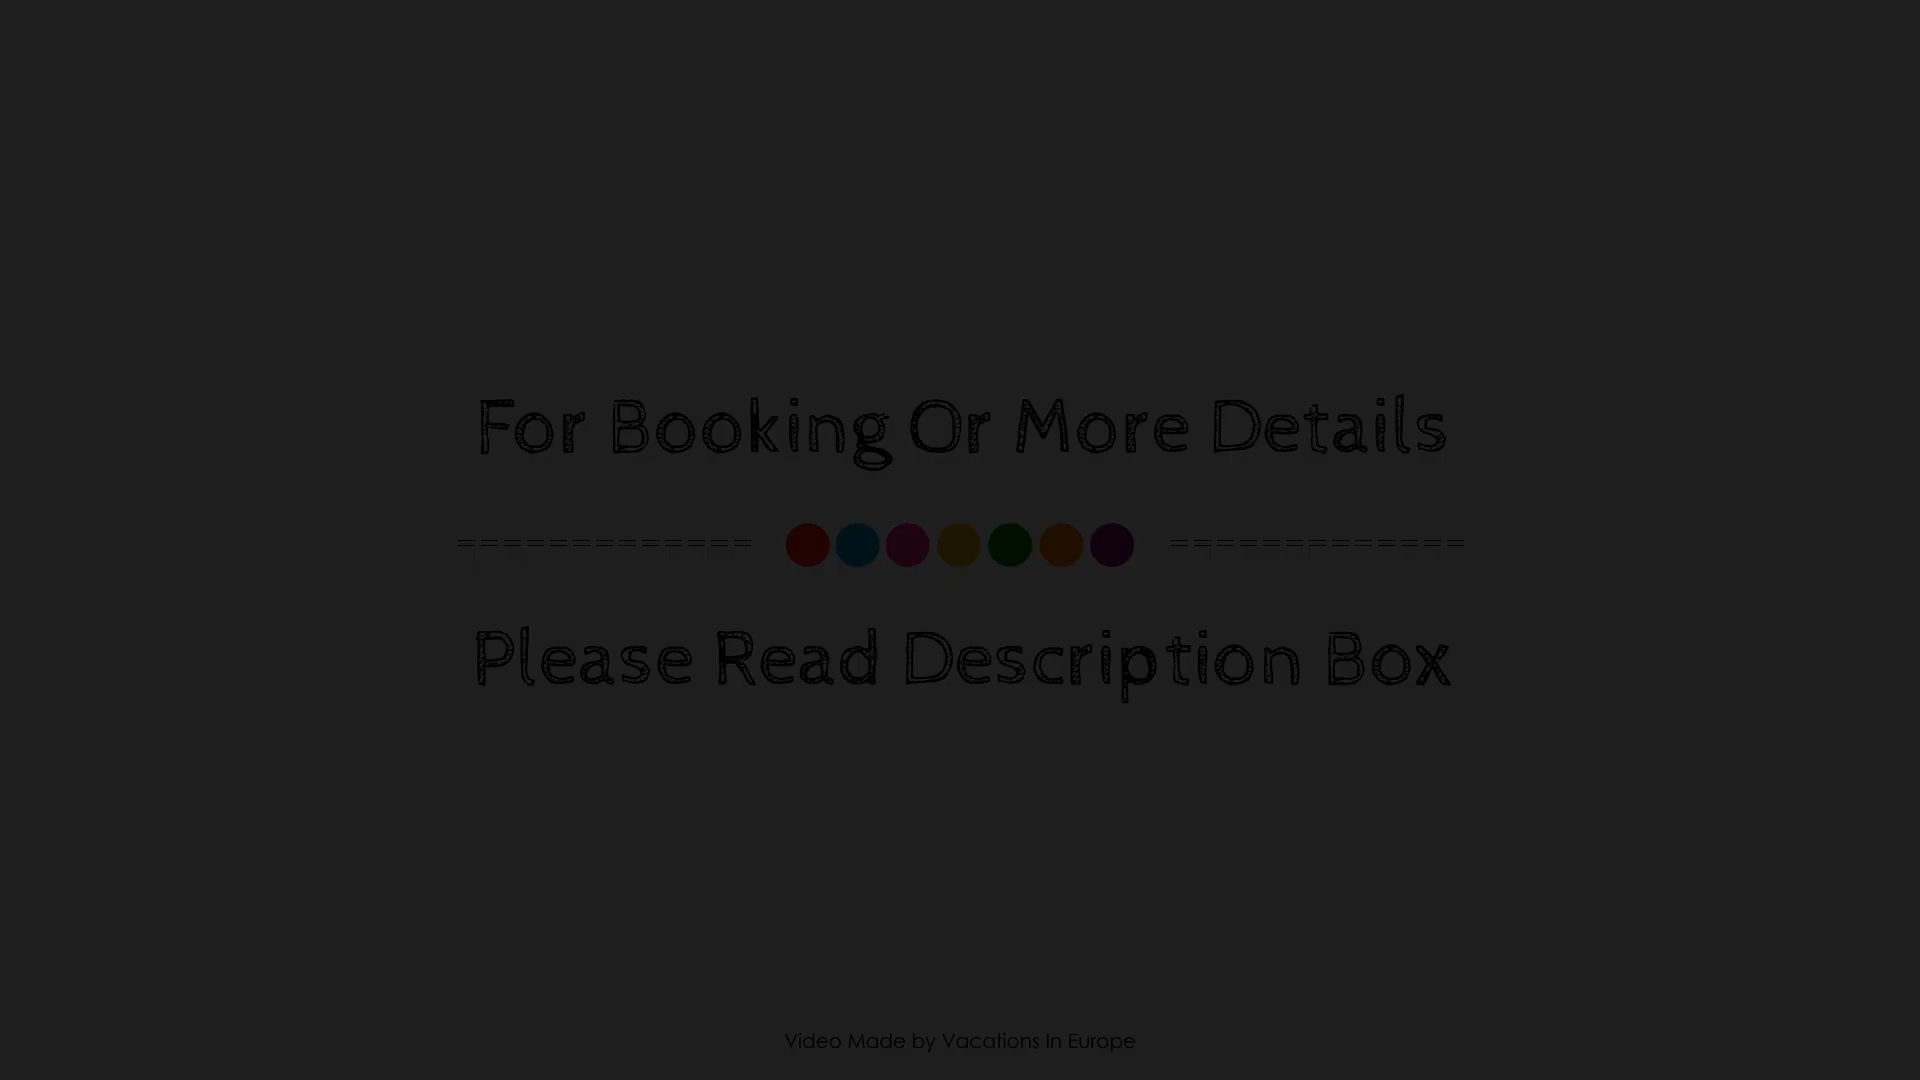 For Booking Or More Details
============= =============
Please Read Description Box
Video Made by Vacations In Europe